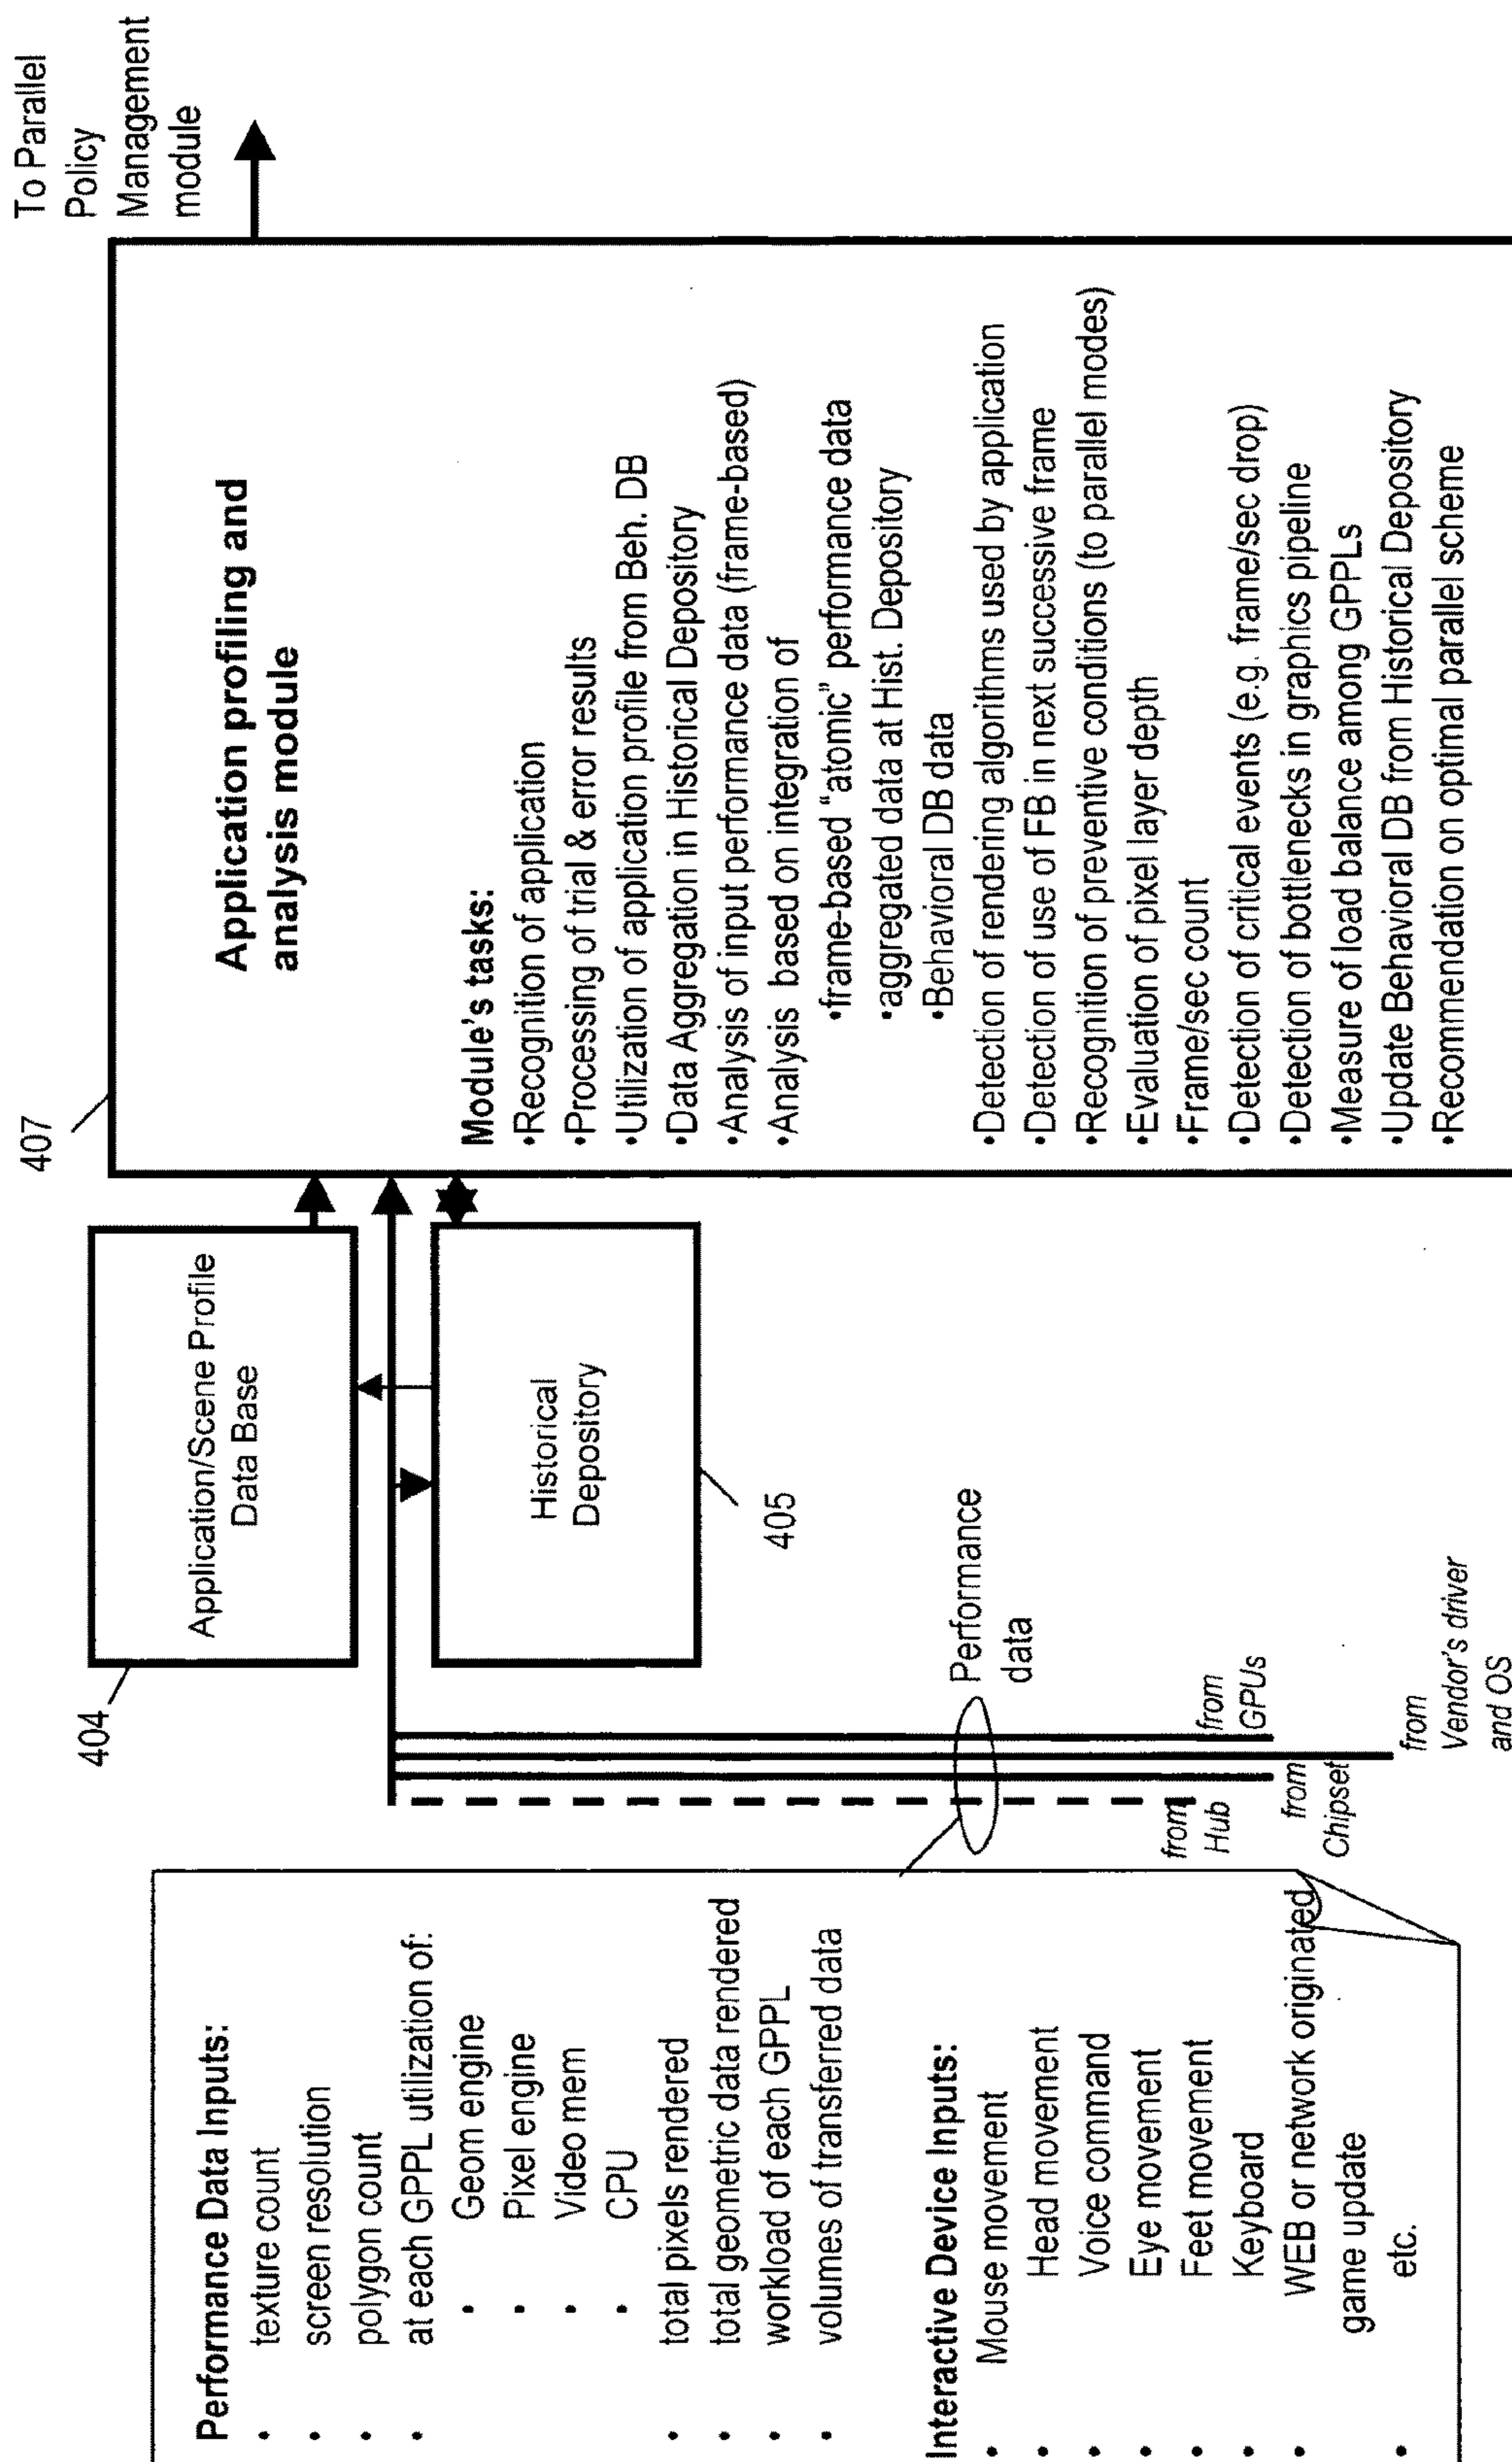 Performance Data Inputs:
• texture count
• screen resolution
• polygon count
• at each GPPL utilization of:
• Geom engine
• Pixel engine
• Video mem
• CPU
• total pixels rendered
• total geometric data rendered
• workload of each GPPL
• volumes of transferred data
Interactive Device Inputs:
• Mouse movement
• Head movement
• Voice command
• Eye movement
• Feet movement
• Keyboard
• WEB or network originated
game update
• etc.
404
Application/Scene Profile
Data Base
Historical
Depository
405
Performance
data
from
Hub
from
Chipset
from
GPUs
from
Vendor's driver
and OS
407
Application profiling and
analysis module
Module's tasks:
•Recognition of application
•Processing of trial & error results
•Utilization of application profile from Beh. DB
•Data Aggregation in Historical Depository
•Analysis of input performance data (frame-based)
•Analysis based on integration of
•frame-based “atomic” performance data
•aggregated data at Hist. Depository
•Behavioral DB data
•Detection of rendering algorithms used by application
•Detection of use of FB in next successive frame
•Recognition of preventive conditions (to parallel modes)
•Evaluation of pixel layer depth
•Frame/sec count
•Detection of critical events (e.g. frame/sec drop)
•Detection of bottlenecks in graphics pipeline
•Measure of load balance among GPPLs
•Update Behavioral DB from Historical Depository
•Recommendation on optimal parallel scheme
To Parallel
Policy
Management
module